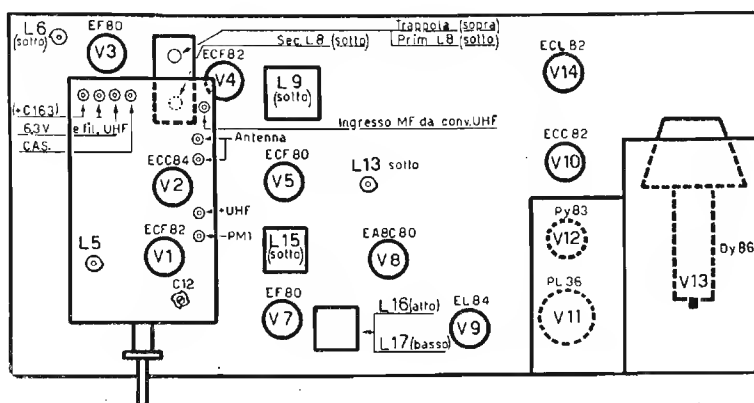 L6
(sotto)
EF80
V3
Trappola (sopra)
Sec. L8 (sotto)
Prim L8 (sotto)
ECF82
V4
L9
(sotto)
ECL82
V14
(+C163)
6,3V e fil. UHF
C.A.S.
Ingresso MF da conv. UHF
Antenna
ECC84
V2
ECF80
V5
L13 sotto
ECC82
V10
+UHF
-PM1
ECF82
V1
L5
C12
L15
(sotto)
EABC80
V8
Py83
V12
Dy86
V13
PL36
V11
EF80
V7
L16(alto)
L17(basso)
EL84
V9